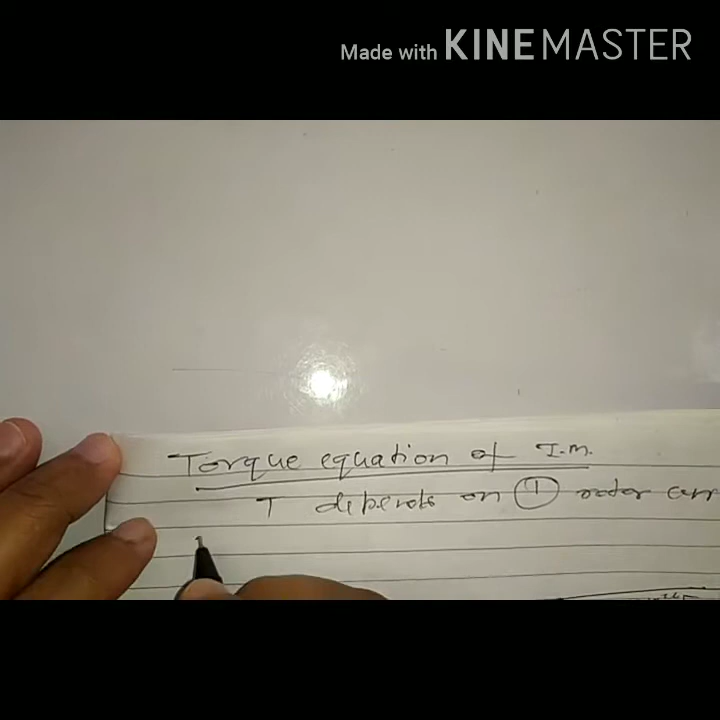 Made with KINEMASTER
Torque equation of I.M.
T depends on ① rotor curr